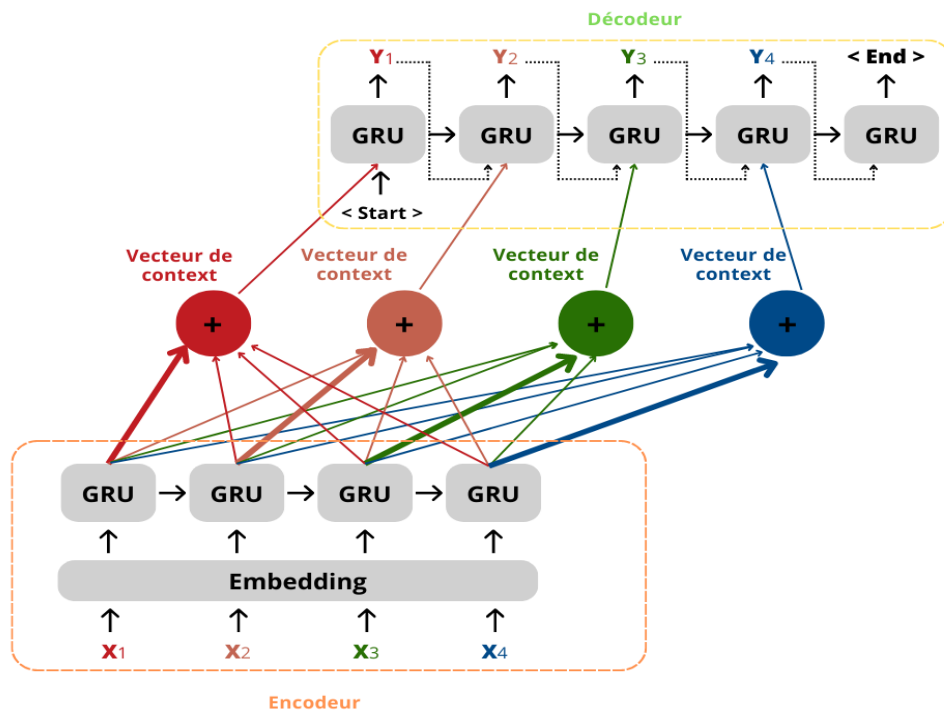 Décodeur
Y1 Y2 Y3 Y4 < End >
GRU GRU GRU GRU GRU
< Start >
Vecteur de context
Vecteur de context
Vecteur de context
Vecteur de context
+ + + +
GRU GRU GRU GRU
Embedding
X1 X2 X3 X4
Encodeur